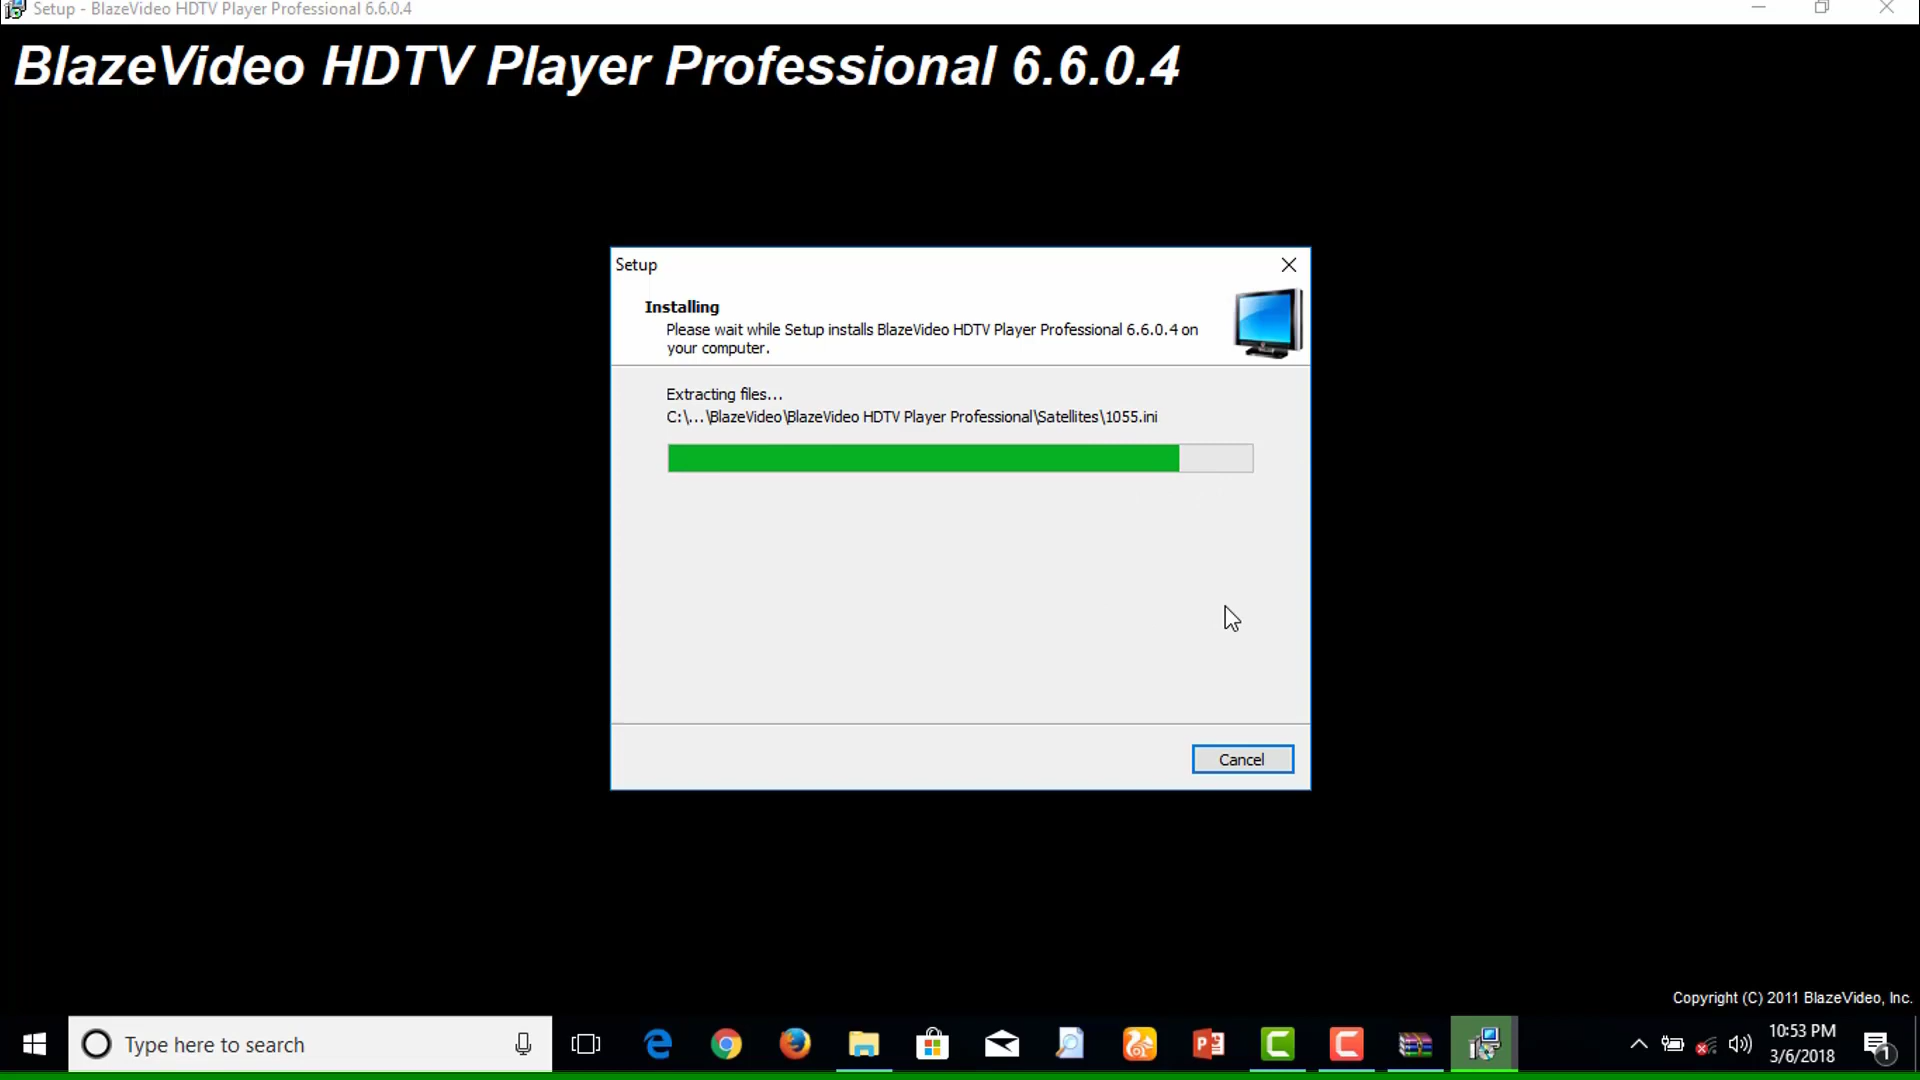 Setup - BlazeVideo HDTV Player Professional 6.6.0.4
BlazeVideo HDTV Player Professional 6.6.0.4
Setup
Installing
Please wait while Setup installs BlazeVideo HDTV Player Professional 6.6.0.4 on
your computer.
Extracting files...
C:\...\BlazeVideo\BlazeVideo HDTV Player Professional\Satellites\1055.ini
Cancel
Copyright (C) 2011 BlazeVideo, Inc.
Type here to search
10:53 PM
3/6/2018
1